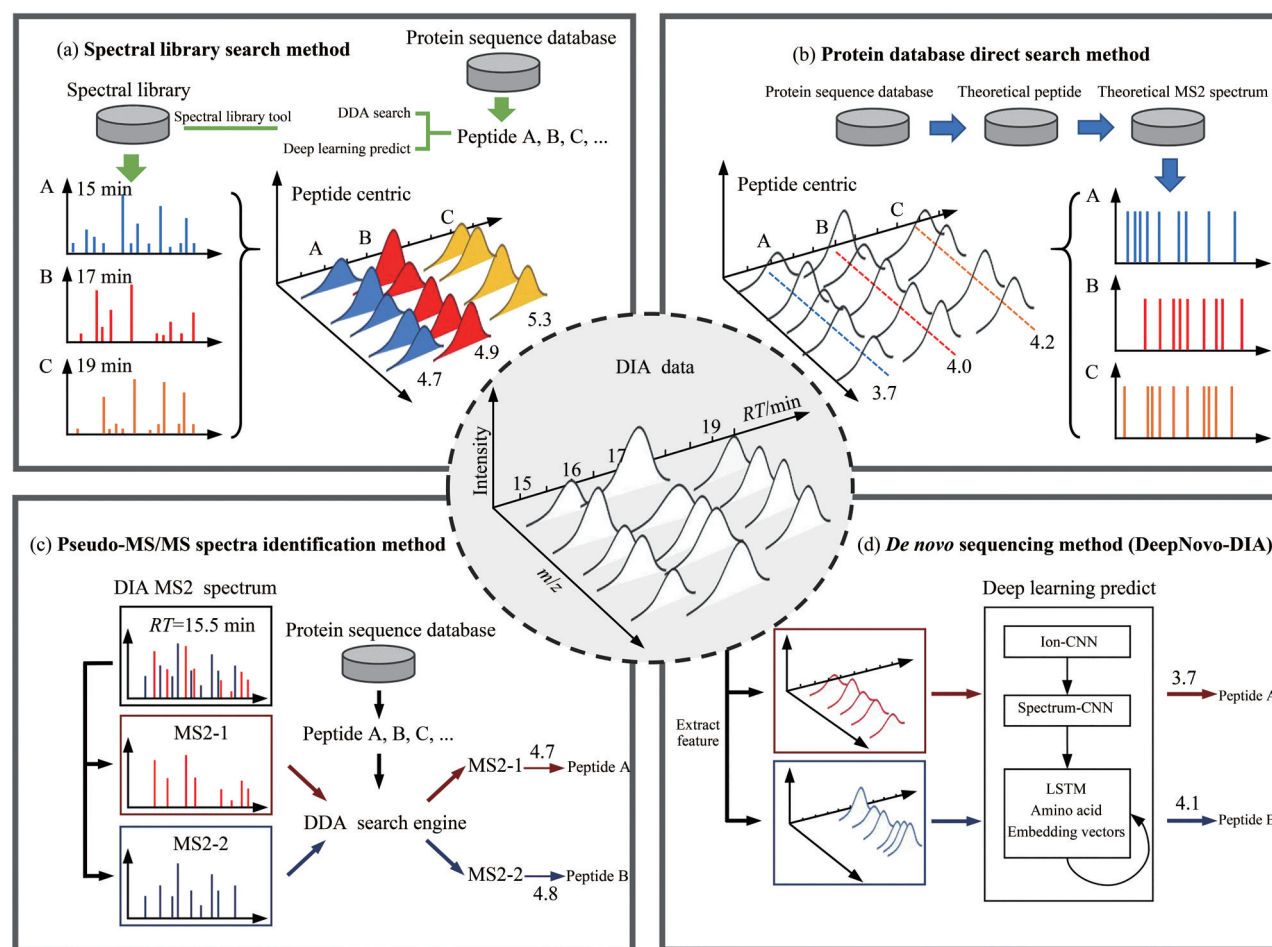 (a) Spectral library search method
Protein sequence database
Spectral library
Spectral library tool
DDA search
Deep learning predict
Peptide A, B, C, ...
A
15 min
B
17 min
C
19 min
Peptide centric
A
B
C
4.7
4.9
5.3
(b) Protein database direct search method
Protein sequence database
Theoretical peptide
Theoretical MS2 spectrum
Peptide centric
A
B
C
3.7
4.0
4.2
A
B
C
DIA data
Intensity
RT/min
15
16
17
19
m/z
(c) Pseudo-MS/MS spectra identification method
DIA MS2 spectrum
RT=15.5 min
MS2-1
MS2-2
Protein sequence database
Peptide A, B, C, ...
DDA search engine
MS2-1
4.7
Peptide A
MS2-2
4.8
Peptide B
(d) De novo sequencing method (DeepNovo-DIA)
Extract
feature
Deep learning predict
Ion-CNN
Spectrum-CNN
LSTM
Amino acid
Embedding vectors
3.7
Peptide A
4.1
Peptide